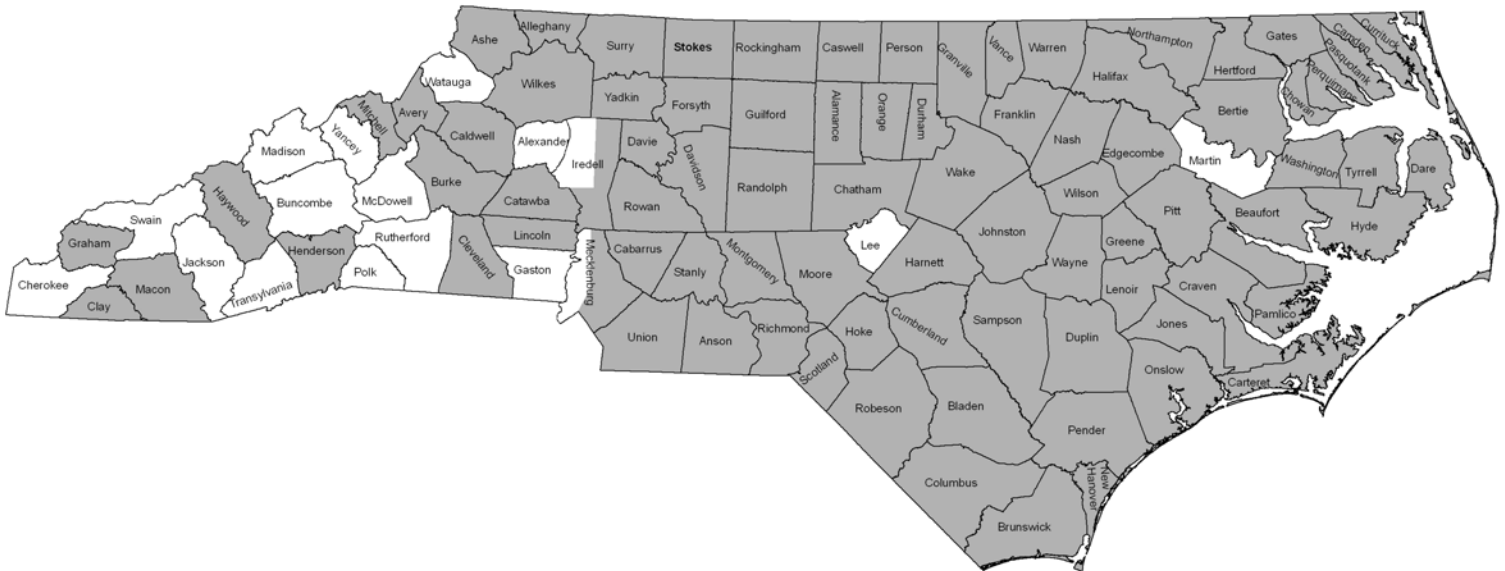 Alleghany
Ashe
Surry
Stokes
Rockingham
Caswell
Person
Granville
Vance
Warren
Northampton
Gates
Camden
Currituck
Pasquotank
Perquimans
Chowan
Hertford
Halifax
Bertie
Watauga
Wilkes
Yadkin
Forsyth
Guilford
Alamance
Orange
Durham
Franklin
Nash
Edgecombe
Martin
Washington
Tyrrell
Dare
Mitchell
Avery
Caldwell
Alexander
Iredell
Davie
Davidson
Randolph
Chatham
Wake
Wilson
Pitt
Beaufort
Hyde
Madison
Yancey
Buncombe
McDowell
Burke
Catawba
Rowan
Johnston
Greene
Swain
Haywood
Rutherford
Cleveland
Lincoln
Gaston
Mecklenburg
Cabarrus
Stanly
Montgomery
Moore
Lee
Harnett
Wayne
Lenoir
Craven
Pamlico
Graham
Jackson
Henderson
Polk
Cherokee
Clay
Macon
Transylvania
Union
Anson
Richmond
Scotland
Hoke
Cumberland
Sampson
Duplin
Jones
Onslow
Carteret
Robeson
Bladen
Pender
Columbus
Brunswick
New
Hanover